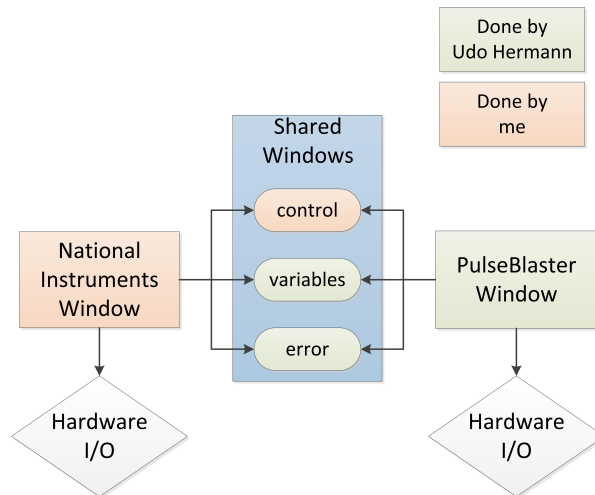 Done by
Udo Hermann
Done by
me
Shared
Windows
control
variables
error
National
Instruments
Window
PulseBlaster
Window
Hardware
I/O
Hardware
I/O